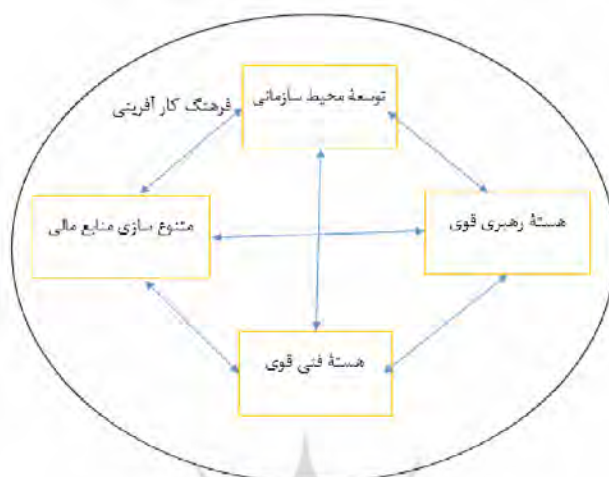 توسعهٔ محیط سازمانی
فرهنگ کار آفرینی
هستهٔ رهبری قوی
متنوع سازی منابع مالی
هستهٔ فنی قوی